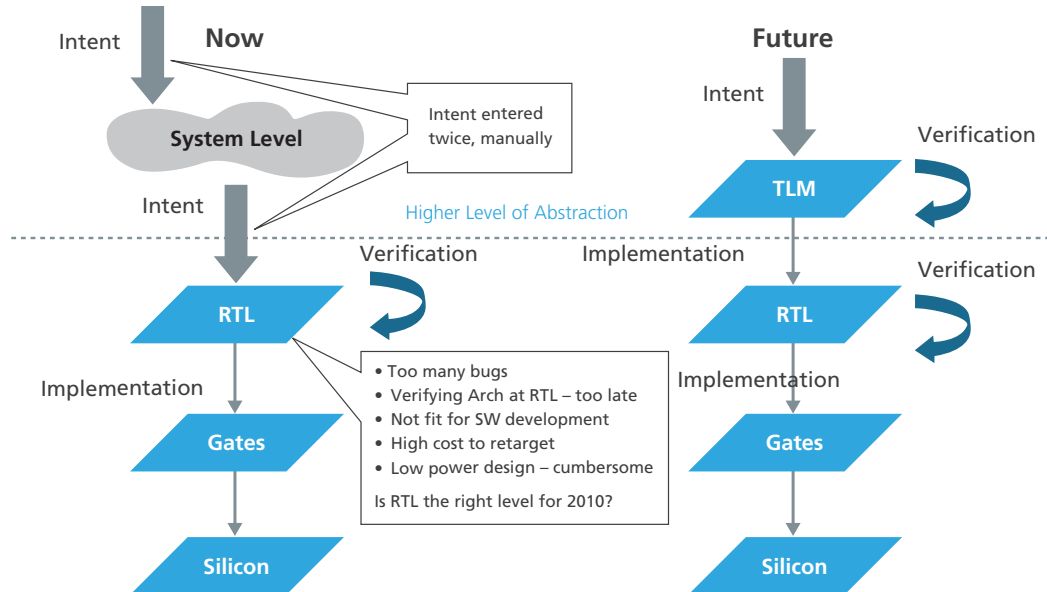 Now
Intent
System Level
Intent entered
twice, manually
Intent
Higher Level of Abstraction
Verification
RTL
• Too many bugs
• Verifying Arch at RTL – too late
• Not fit for SW development
• High cost to retarget
• Low power design – cumbersome
Is RTL the right level for 2010?
Implementation
Gates
Silicon
Future
Intent
Verification
TLM
Implementation
Verification
RTL
Implementation
Gates
Silicon